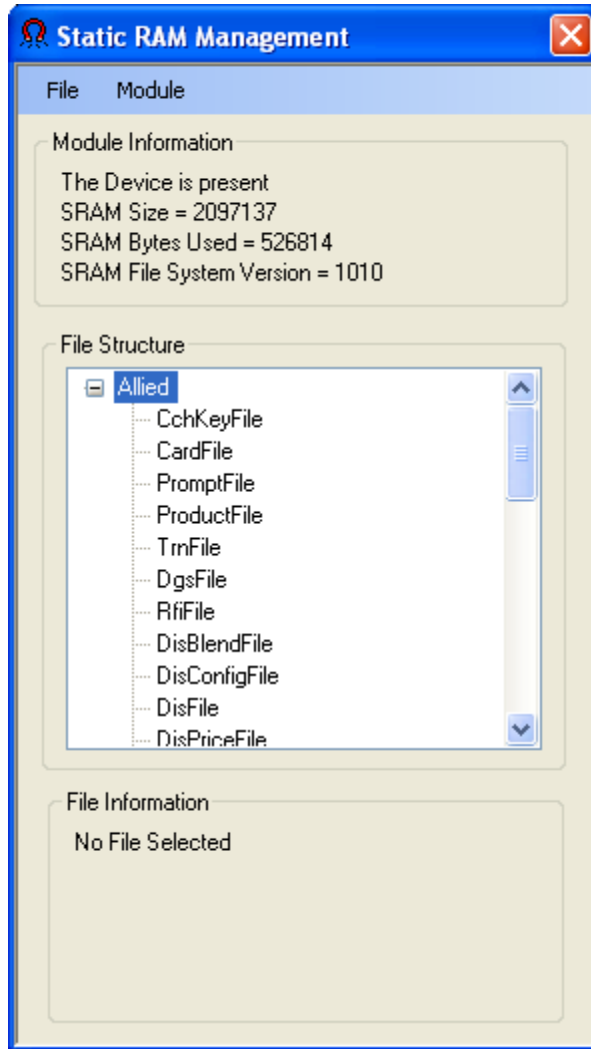 Static RAM Management
File Module
Module Information
The Device is present
SRAM Size = 2097137
SRAM Bytes Used = 526814
SRAM File System Version = 1010
File Structure
Allied
CchKeyFile
CardFile
PromptFile
ProductFile
TrnFile
DgsFile
RfiFile
DisBlendFile
DisConfigFile
DisFile
DisPriceFile
File Information
No File Selected